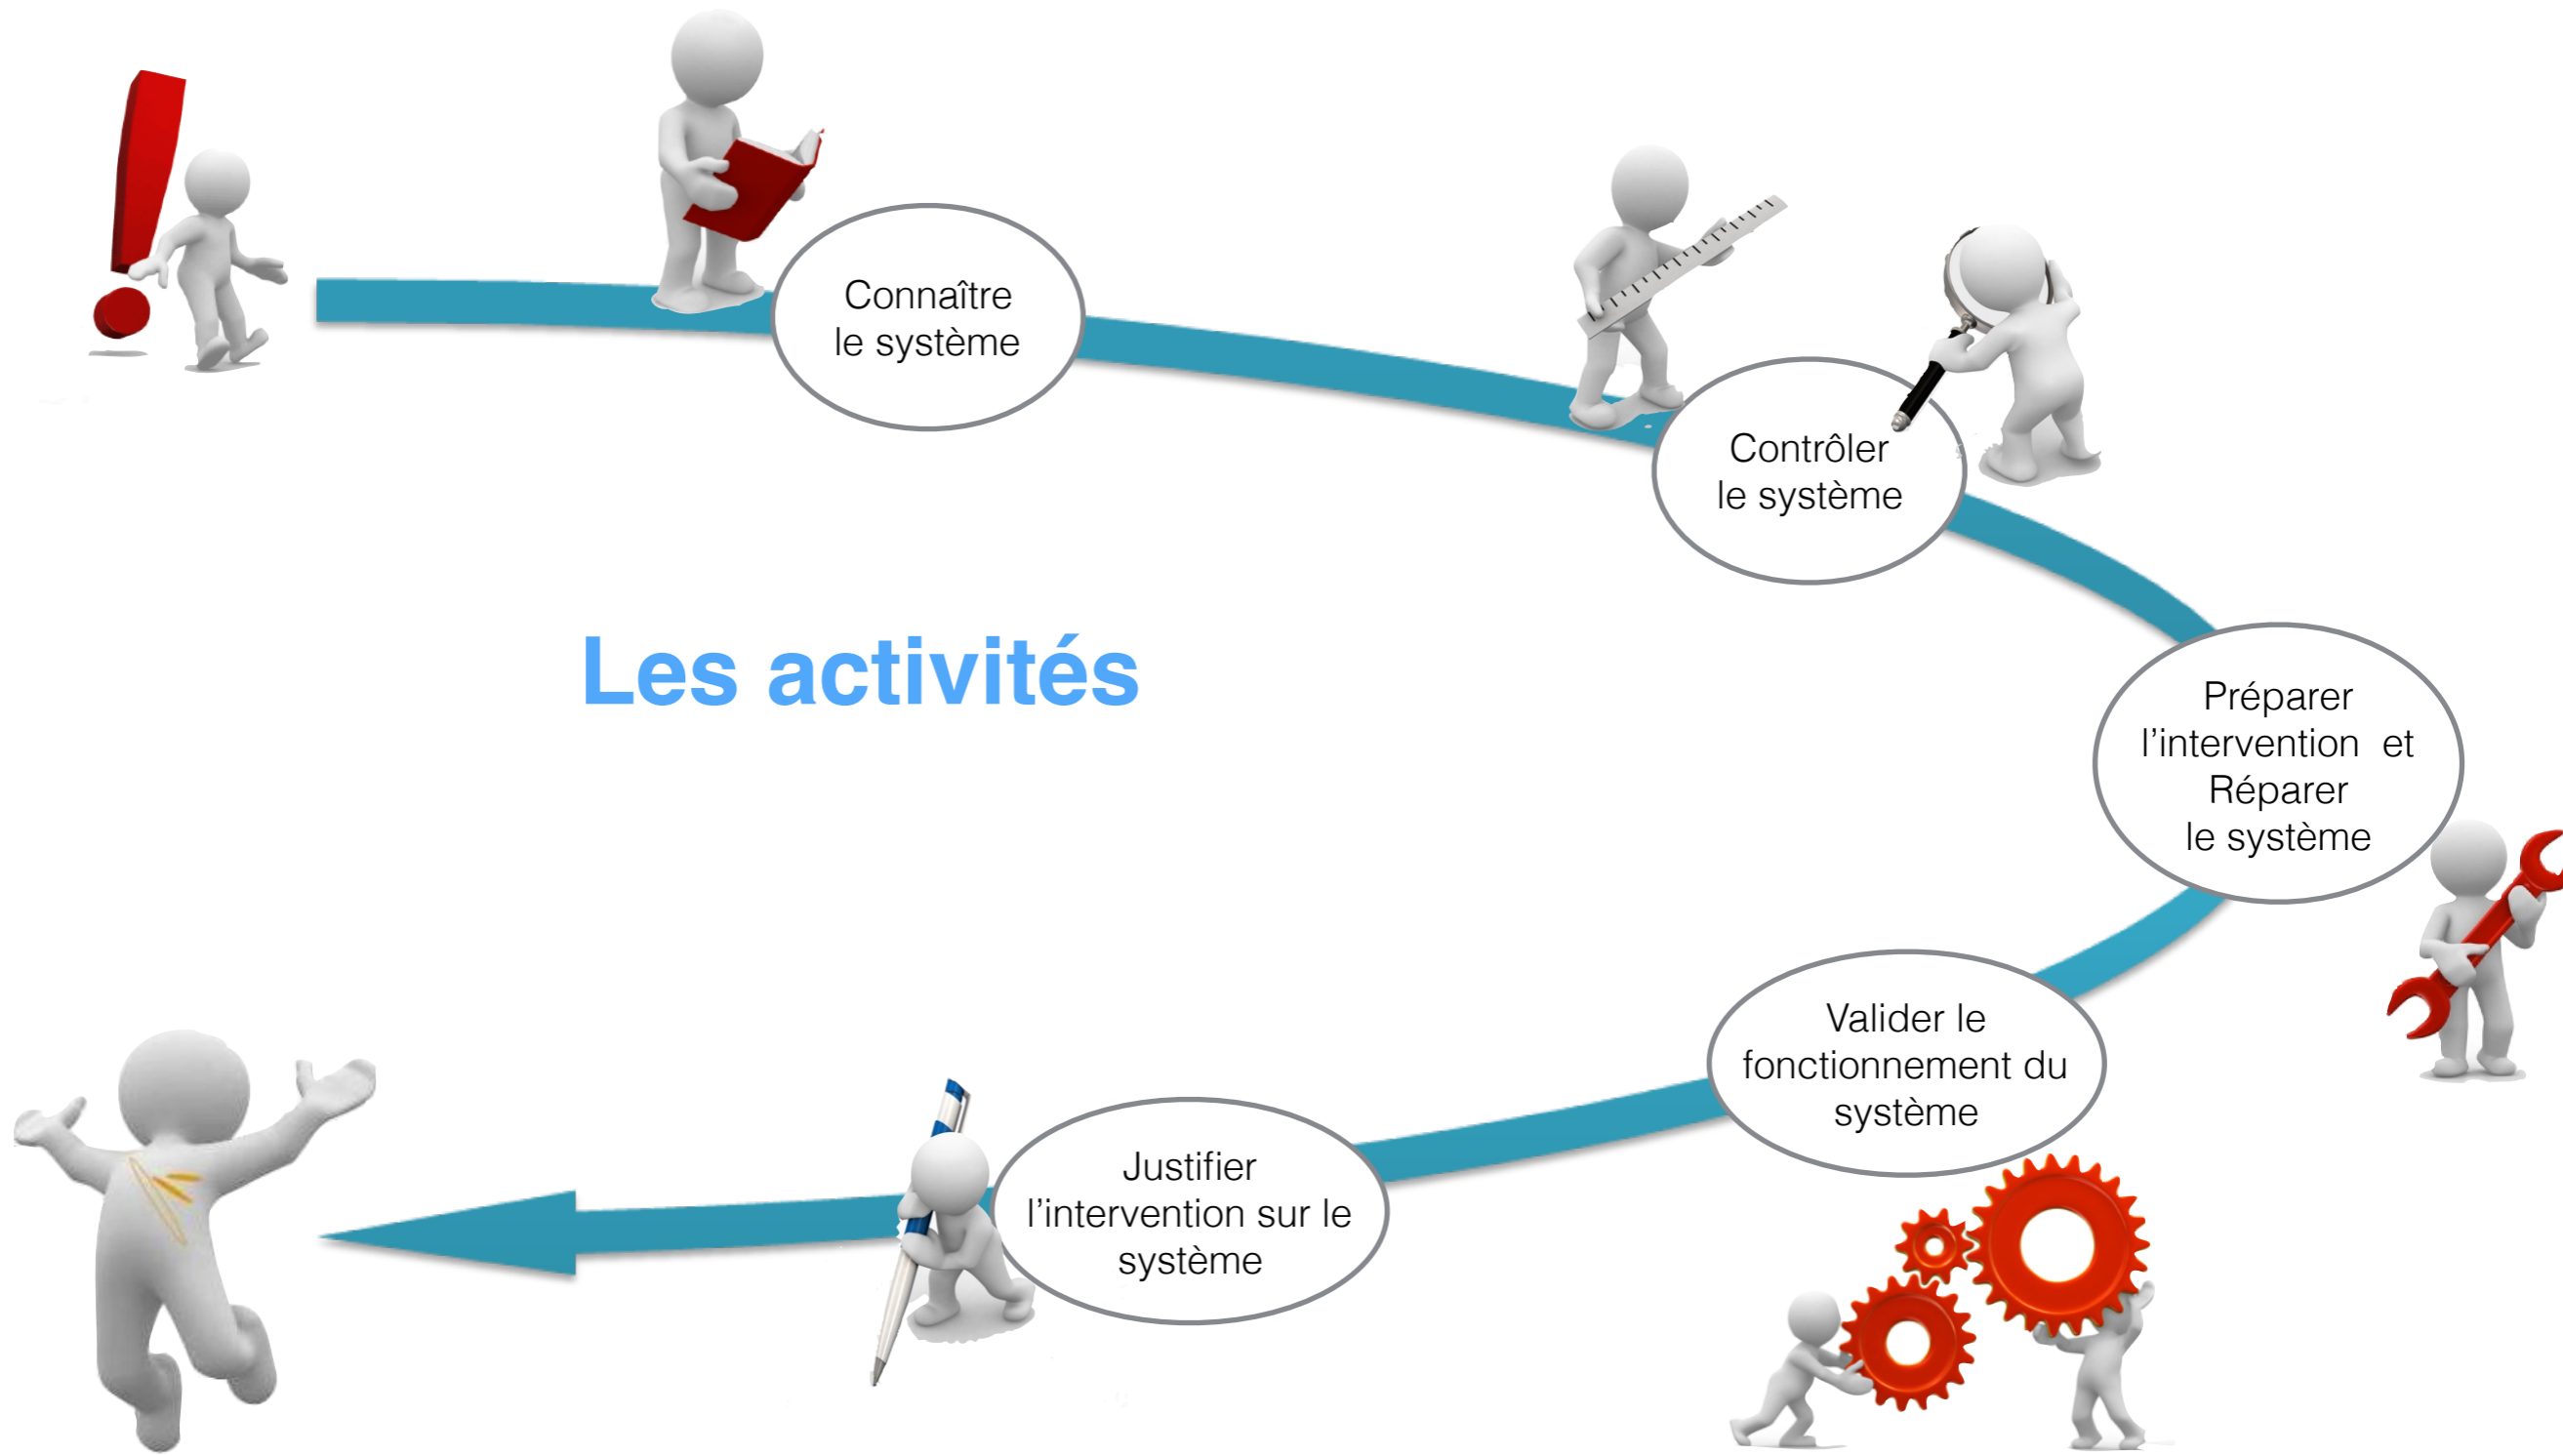 Connaître
le système
Contrôler
le système
Les activités
Préparer
l’intervention  et
Réparer
le système
Valider le
fonctionnement du
système
Justifier
l’intervention sur le
système